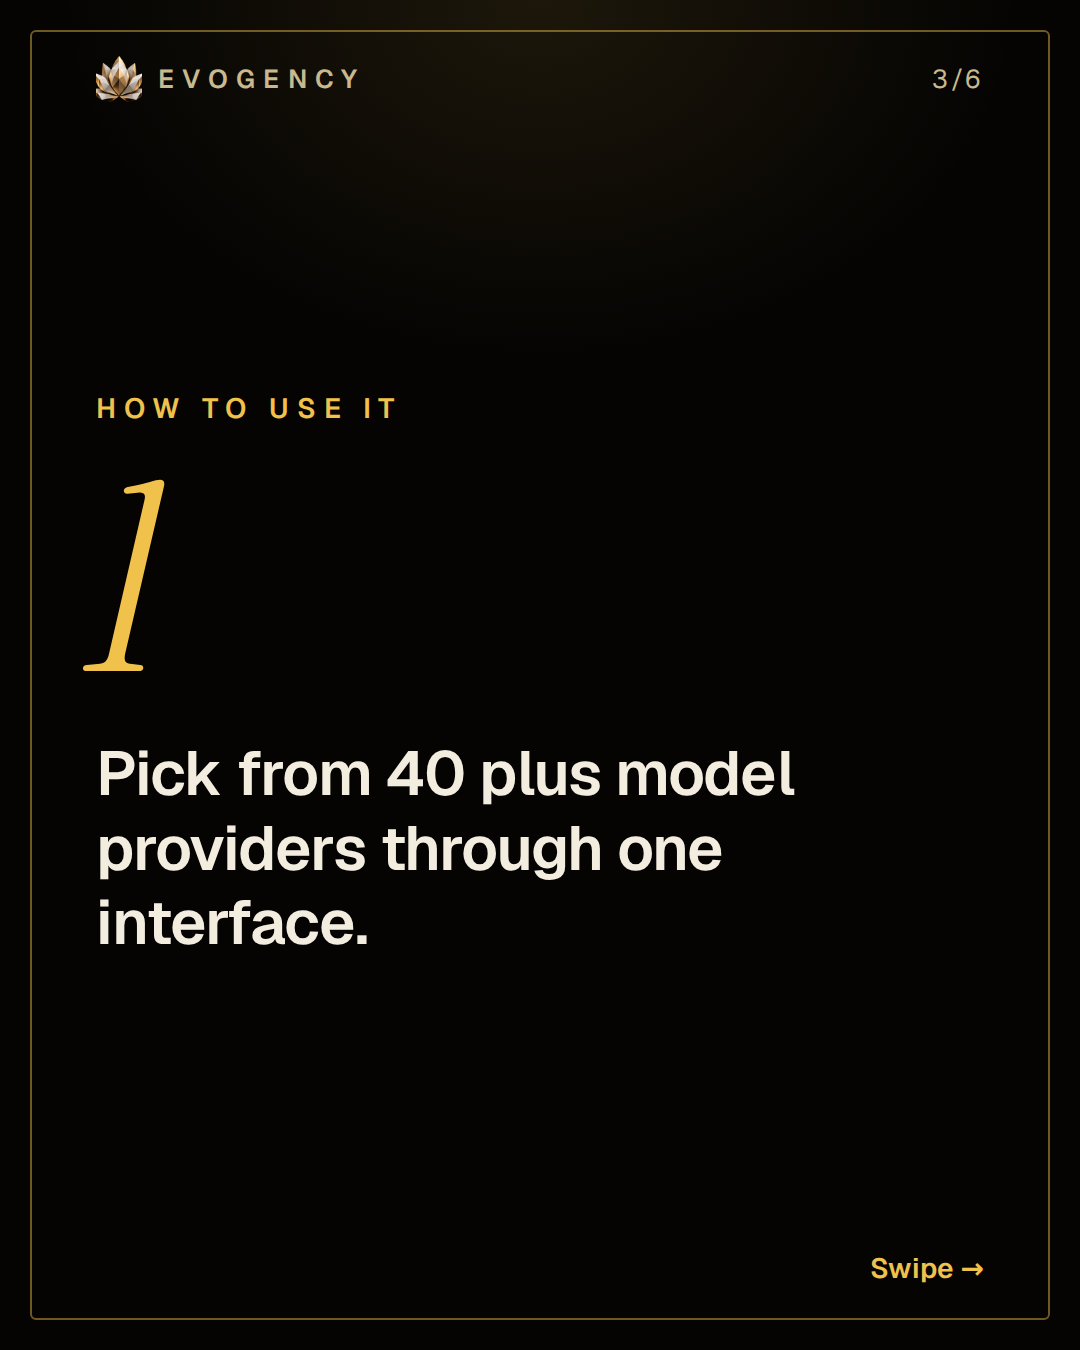 EVOGENCY
3/6
HOW TO USE IT
1
Pick from 40 plus model
providers through one
interface.
Swipe →